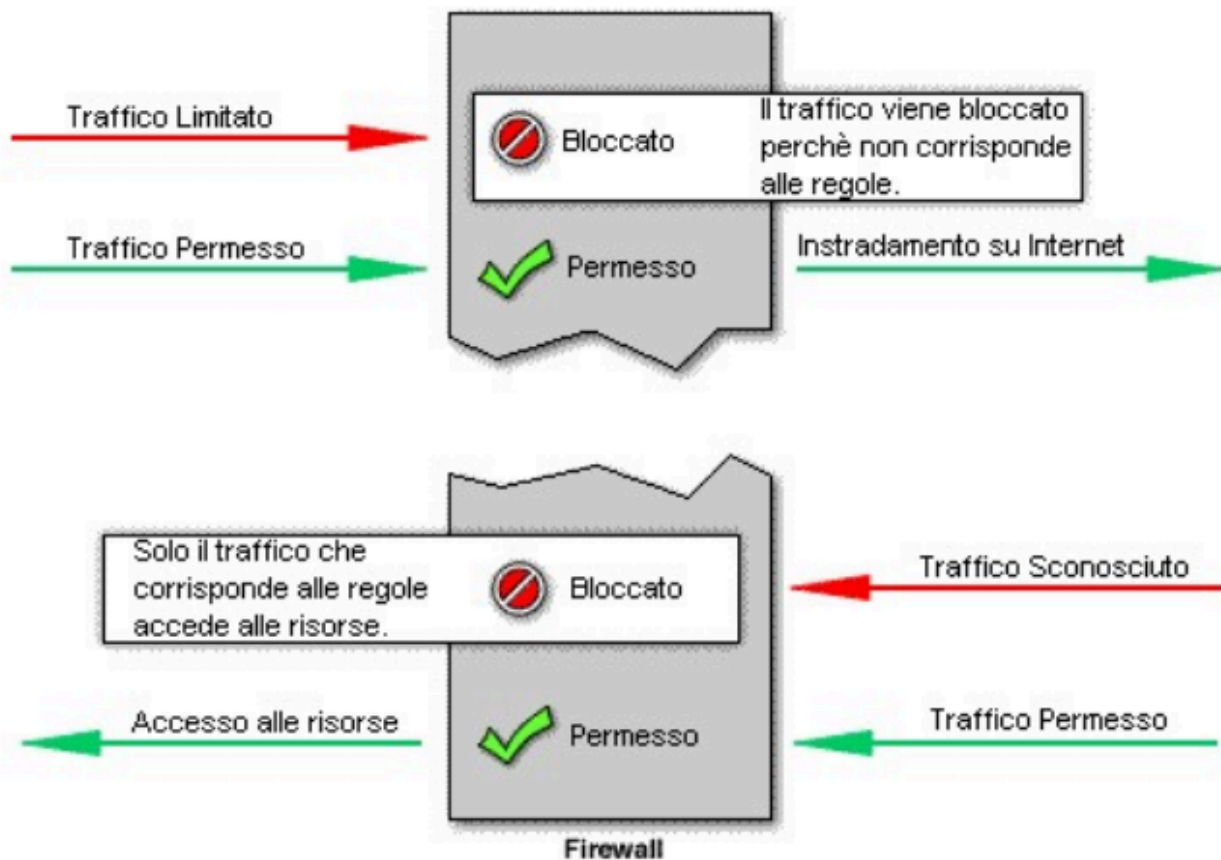 Traffico Limitato
Bloccato
Il traffico viene bloccato
perchè non corrisponde
alle regole.
Traffico Permesso
Permesso
Instradamento su Internet
Solo il traffico che
corrisponde alle regole
accede alle risorse.
Bloccato
Traffico Sconosciuto
Accesso alle risorse
Permesso
Traffico Permesso
Firewall